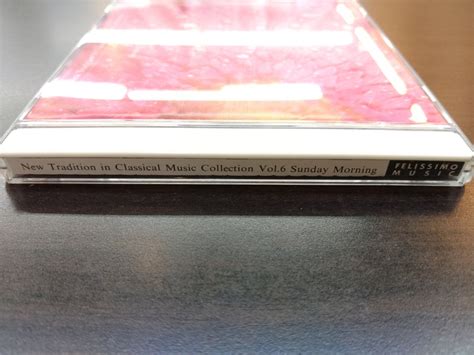 New Tradition in Classical Music Collection Vol.6 Sunday Morning
FELISSIMO
MUSIC